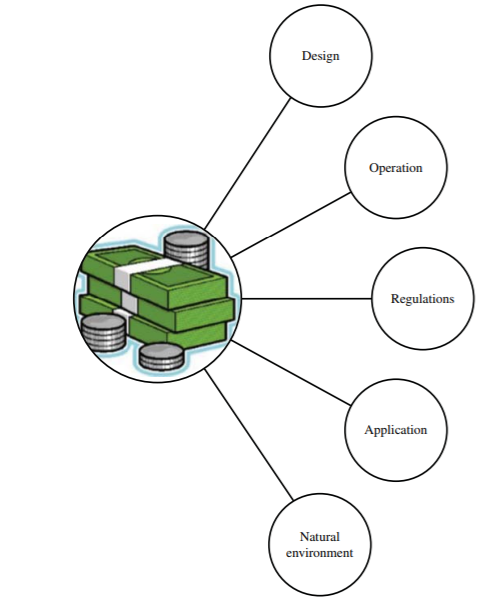 Design
Operation
Regulations
Application
Natural
environment